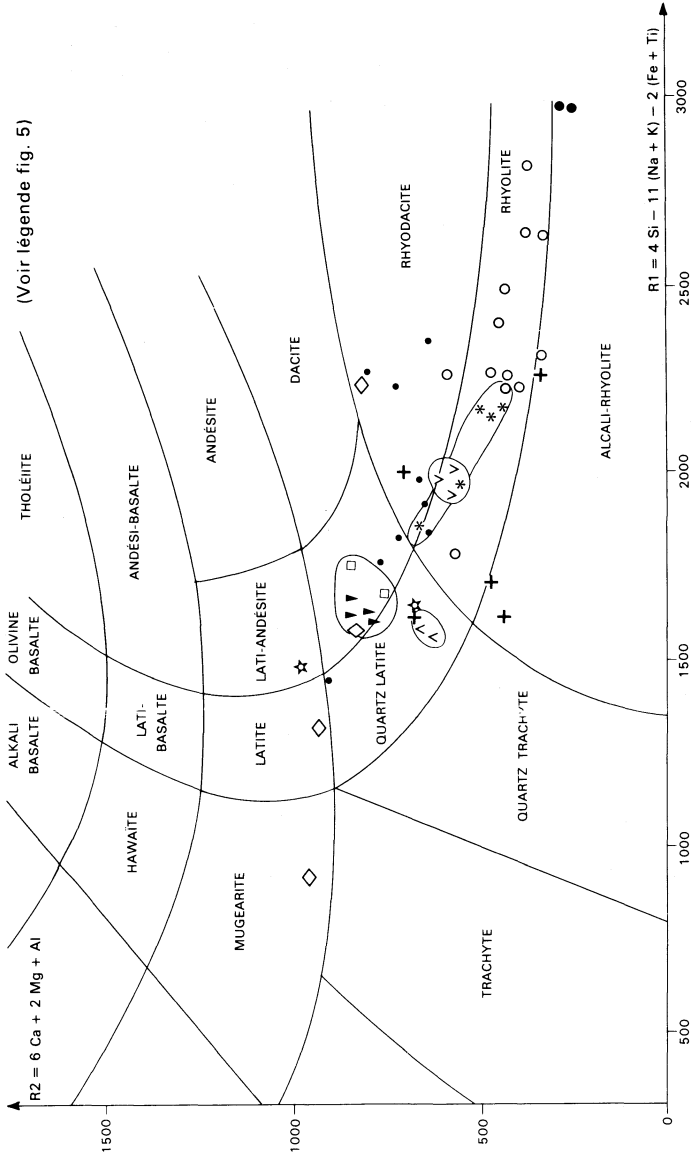 R2 = 6 Ca + 2 Mg + Al
(Voir légende fig. 5)
ALKALI
BASALTE
OLIVINE
BASALTE
THOLÉIITE
HAWAÏTE
LATI-
BASALTE
ANDÉSI-BASALTE
MUGEARITE
LATITE
LATI-ANDÉSITE
ANDÉSITE
DACITE
RHYODACITE
QUARTZ LATITE
RHYOLITE
TRACHYTE
QUARTZ TRACHYTE
ALCALI-RHYOLITE
R1 = 4 Si − 11 (Na + K) − 2 (Fe + Ti)
1500
1000
500
0
500
1000
1500
2000
2500
3000